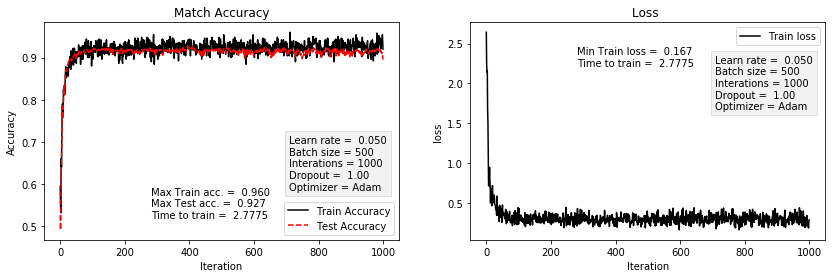 Match Accuracy
Accuracy
0.9
0.8
0.7
0.6
0.5
Learn rate =  0.050
Batch size = 500
Interations = 1000
Dropout =  1.00
Optimizer = Adam
Max Train acc. =  0.960
Max Test acc. =  0.927
Time to train =  2.7775
Train Accuracy
Test Accuracy
0 200 400 600 800 1000
Iteration
Loss
loss
2.5
2.0
1.5
1.0
0.5
Train loss
Min Train loss =  0.167
Time to train =  2.7775
Learn rate =  0.050
Batch size = 500
Interations = 1000
Dropout =  1.00
Optimizer = Adam
0 200 400 600 800 1000
Iteration